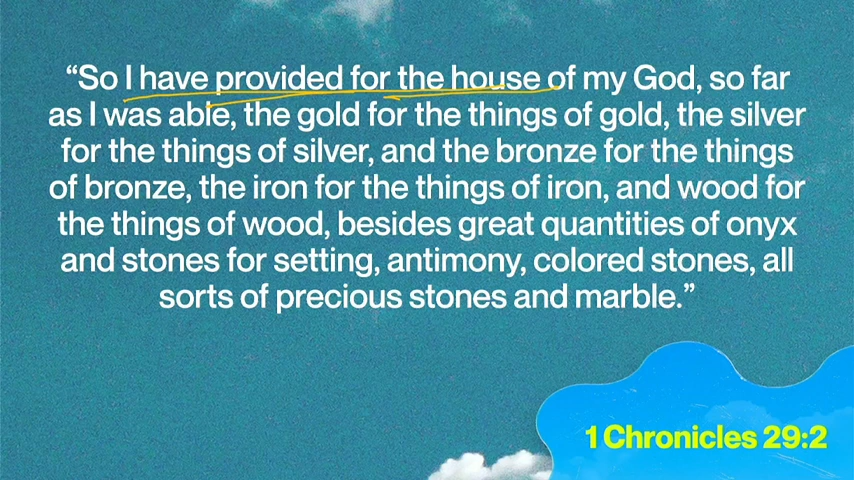 “So I have provided for the house of my God, so far
as I was able, the gold for the things of gold, the silver
for the things of silver, and the bronze for the things
of bronze, the iron for the things of iron, and wood for
the things of wood, besides great quantities of onyx
and stones for setting, antimony, colored stones, all
sorts of precious stones and marble.”
1 Chronicles 29:2